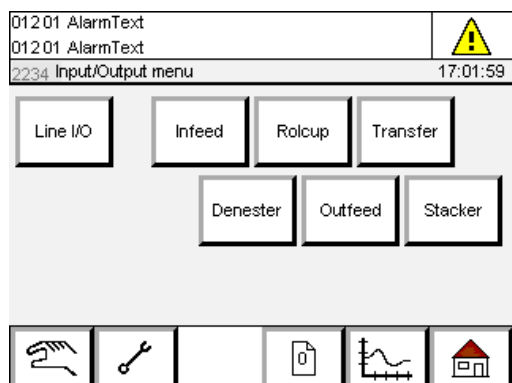 01201 AlarmText
01201 AlarmText
2234 Input/Output menu 17:01:59
Line I/O Infeed Rolcup Transfer
Denester Outfeed Stacker
0